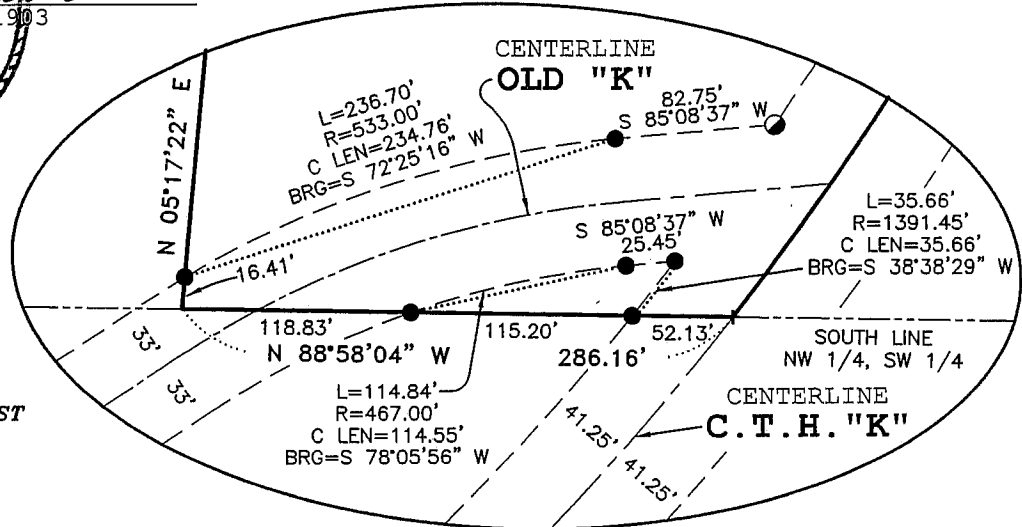 1903
CENTERLINE
OLD "K"
L=236.70'
R=533.00'
C LEN=234.76'
BRG=S 72°25'16" W
82.75'
S 85°08'37" W
N 05°17'22" E
S 85°08'37" W
25.45'
L=35.66'
R=1391.45'
C LEN=35.66'
BRG=S 38°38'29" W
16.41'
118.83'
115.20'
52.13'
N 88°58'04" W
286.16'
SOUTH LINE
NW 1/4, SW 1/4
33'
33'
L=114.84'
R=467.00'
C LEN=114.55'
BRG=S 78°05'56" W
CENTERLINE
C.T.H. "K"
41.25'
41.25'
ST